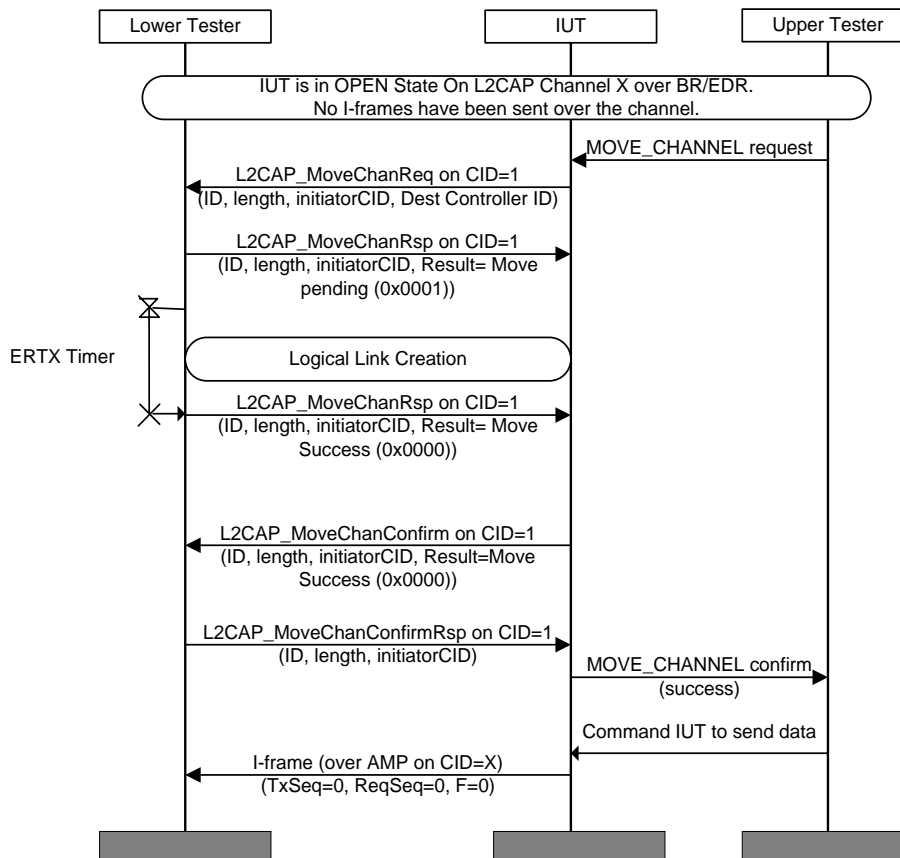 Lower Tester
IUT
Upper Tester
IUT is in OPEN State On L2CAP Channel X over BR/EDR.
No I-frames have been sent over the channel.
MOVE_CHANNEL request
L2CAP_MoveChanReq on CID=1
(ID, length, initiatorCID, Dest Controller ID)
L2CAP_MoveChanRsp on CID=1
(ID, length, initiatorCID, Result= Move
pending (0x0001))
ERTX Timer
Logical Link Creation
L2CAP_MoveChanRsp on CID=1
(ID, length, initiatorCID, Result= Move
Success (0x0000))
L2CAP_MoveChanConfirm on CID=1
(ID, length, initiatorCID, Result=Move
Success (0x0000))
L2CAP_MoveChanConfirmRsp on CID=1
(ID, length, initiatorCID)
MOVE_CHANNEL confirm
(success)
Command IUT to send data
I-frame (over AMP on CID=X)
(TxSeq=0, ReqSeq=0, F=0)